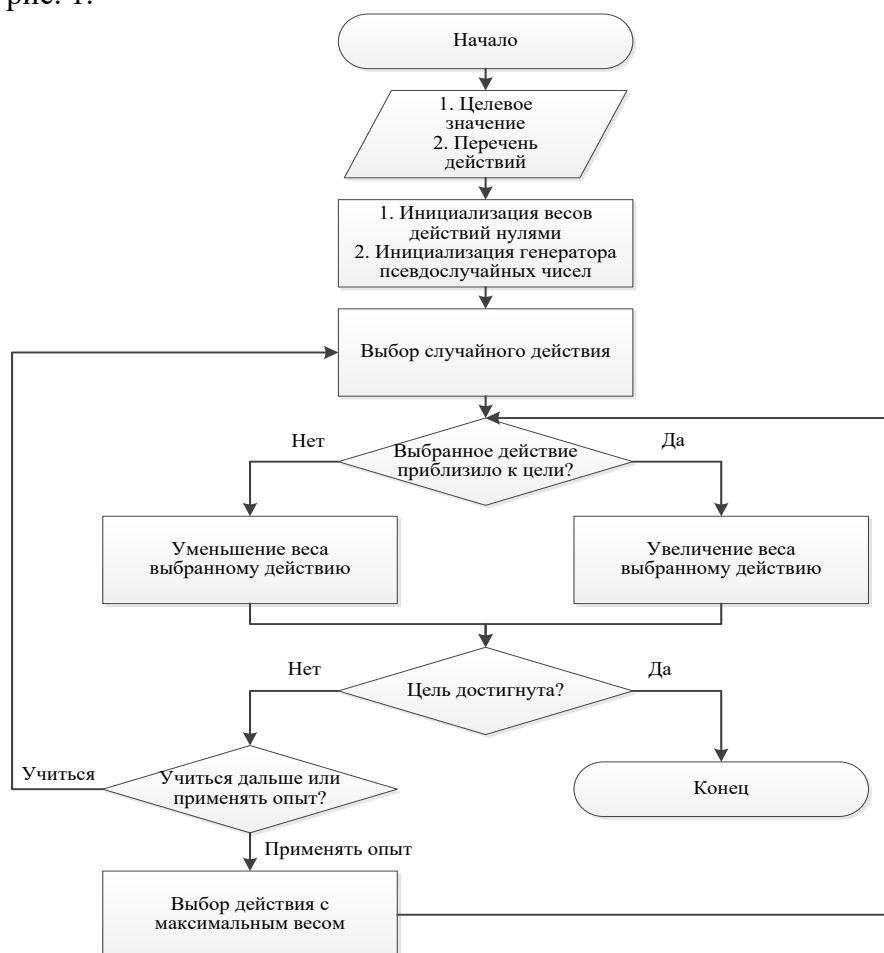 рис. 1.
Начало
1. Целевое
значение
2. Перечень
действий
1. Инициализация весов
действий нулями
2. Инициализация генератора
псевдослучайных чисел
Выбор случайного действия
Нет
Выбранное действие
приблизило к цели?
Да
Уменьшение веса
выбранному действию
Увеличение веса
выбранному действию
Нет
Цель достигнута?
Да
Учиться
Учиться дальше или
применять опыт?
Конец
Применять опыт
Выбор действия с
максимальным весом